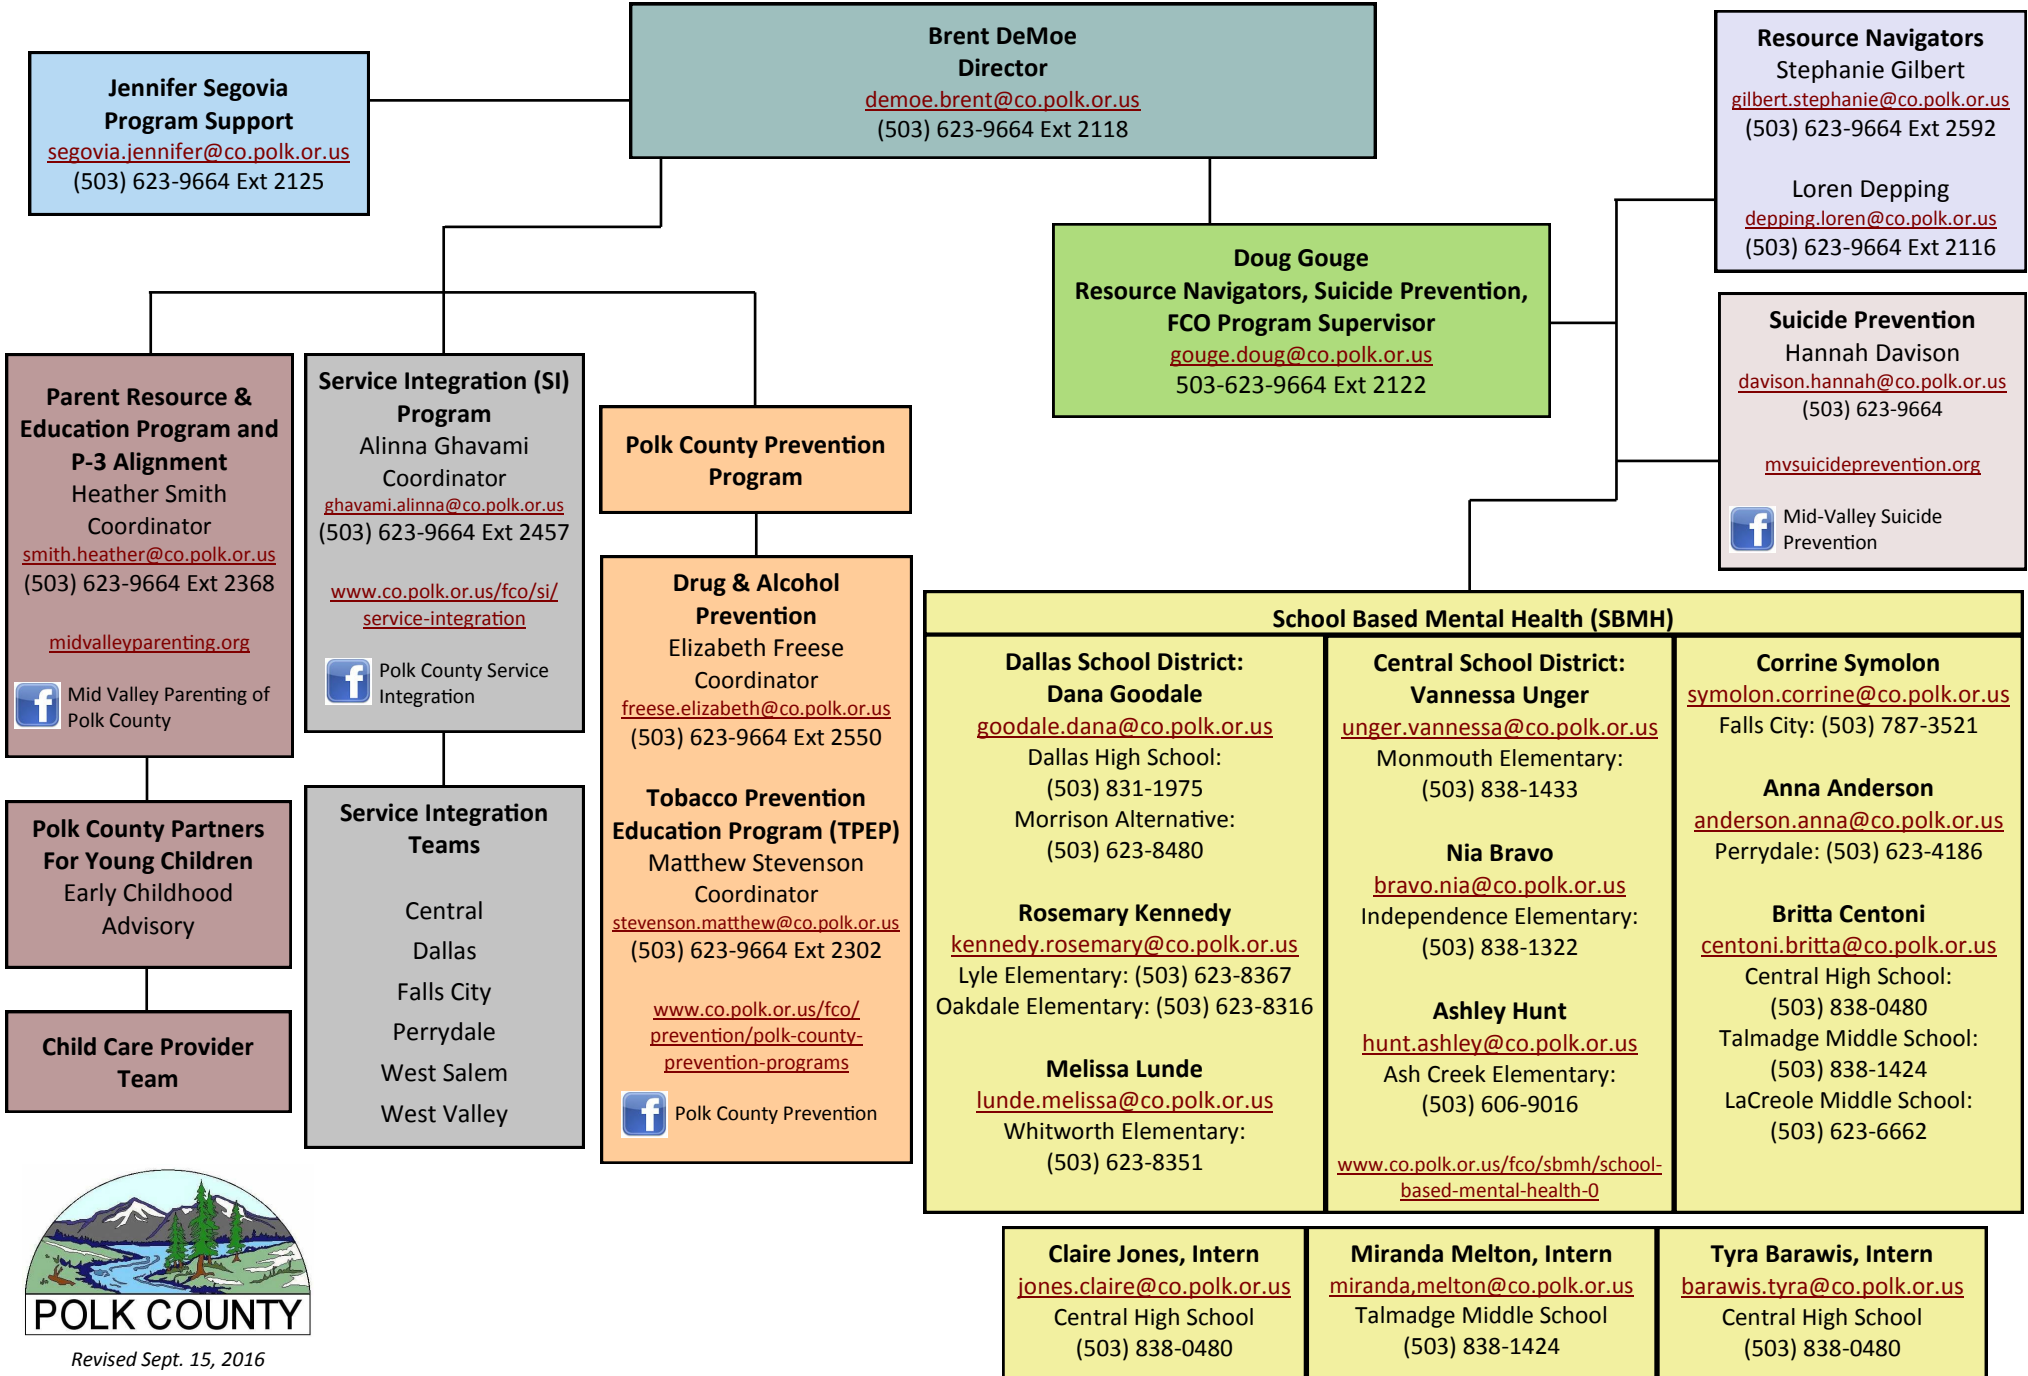 Brent DeMoe
Director
demoe.brent@co.polk.or.us
(503) 623-9664 Ext 2118
Jennifer Segovia
Program Support
segovia.jennifer@co.polk.or.us
(503) 623-9664 Ext 2125
Resource Navigators
Stephanie Gilbert
gilbert.stephanie@co.polk.or.us
(503) 623-9664 Ext 2592
Loren Depping
depping.loren@co.polk.or.us
(503) 623-9664 Ext 2116
Doug Gouge
Resource Navigators, Suicide Prevention,
FCO Program Supervisor
gouge.doug@co.polk.or.us
503-623-9664 Ext 2122
Suicide Prevention
Hannah Davison
davison.hannah@co.polk.or.us
(503) 623-9664
mvsuicideprevention.org
Mid-Valley Suicide
Prevention
Parent Resource &
Education Program and
P-3 Alignment
Heather Smith
Coordinator
smith.heather@co.polk.or.us
(503) 623-9664 Ext 2368
midvalleyparenting.org
Mid Valley Parenting of
Polk County
Polk County Partners
For Young Children
Early Childhood
Advisory
Child Care Provider
Team
Service Integration (SI)
Program
Alinna Ghavami
Coordinator
ghavami.alinna@co.polk.or.us
(503) 623-9664 Ext 2457
www.co.polk.or.us/fco/si/
service-integration
Polk County Service
Integration
Service Integration
Teams
Central
Dallas
Falls City
Perrydale
West Salem
West Valley
Polk County Prevention
Program
Drug & Alcohol
Prevention
Elizabeth Freese
Coordinator
freese.elizabeth@co.polk.or.us
(503) 623-9664 Ext 2550
Tobacco Prevention
Education Program (TPEP)
Matthew Stevenson
Coordinator
stevenson.matthew@co.polk.or.us
(503) 623-9664 Ext 2302
www.co.polk.or.us/fco/
prevention/polk-county-
prevention-programs
Polk County Prevention
School Based Mental Health (SBMH)
Dallas School District:
Dana Goodale
goodale.dana@co.polk.or.us
Dallas High School:
(503) 831-1975
Morrison Alternative:
(503) 623-8480
Rosemary Kennedy
kennedy.rosemary@co.polk.or.us
Lyle Elementary: (503) 623-8367
Oakdale Elementary: (503) 623-8316
Melissa Lunde
lunde.melissa@co.polk.or.us
Whitworth Elementary:
(503) 623-8351
Central School District:
Vannessa Unger
unger.vannessa@co.polk.or.us
Monmouth Elementary:
(503) 838-1433
Nia Bravo
bravo.nia@co.polk.or.us
Independence Elementary:
(503) 838-1322
Ashley Hunt
hunt.ashley@co.polk.or.us
Ash Creek Elementary:
(503) 606-9016
www.co.polk.or.us/fco/sbmh/school-
based-mental-health-0
Corrine Symolon
symolon.corrine@co.polk.or.us
Falls City: (503) 787-3521
Anna Anderson
anderson.anna@co.polk.or.us
Perrydale: (503) 623-4186
Britta Centoni
centoni.britta@co.polk.or.us
Central High School:
(503) 838-0480
Talmadge Middle School:
(503) 838-1424
LaCreole Middle School:
(503) 623-6662
Claire Jones, Intern
jones.claire@co.polk.or.us
Central High School
(503) 838-0480
Miranda Melton, Intern
miranda,melton@co.polk.or.us
Talmadge Middle School
(503) 838-1424
Tyra Barawis, Intern
barawis.tyra@co.polk.or.us
Central High School
(503) 838-0480
POLK COUNTY
Revised Sept. 15, 2016